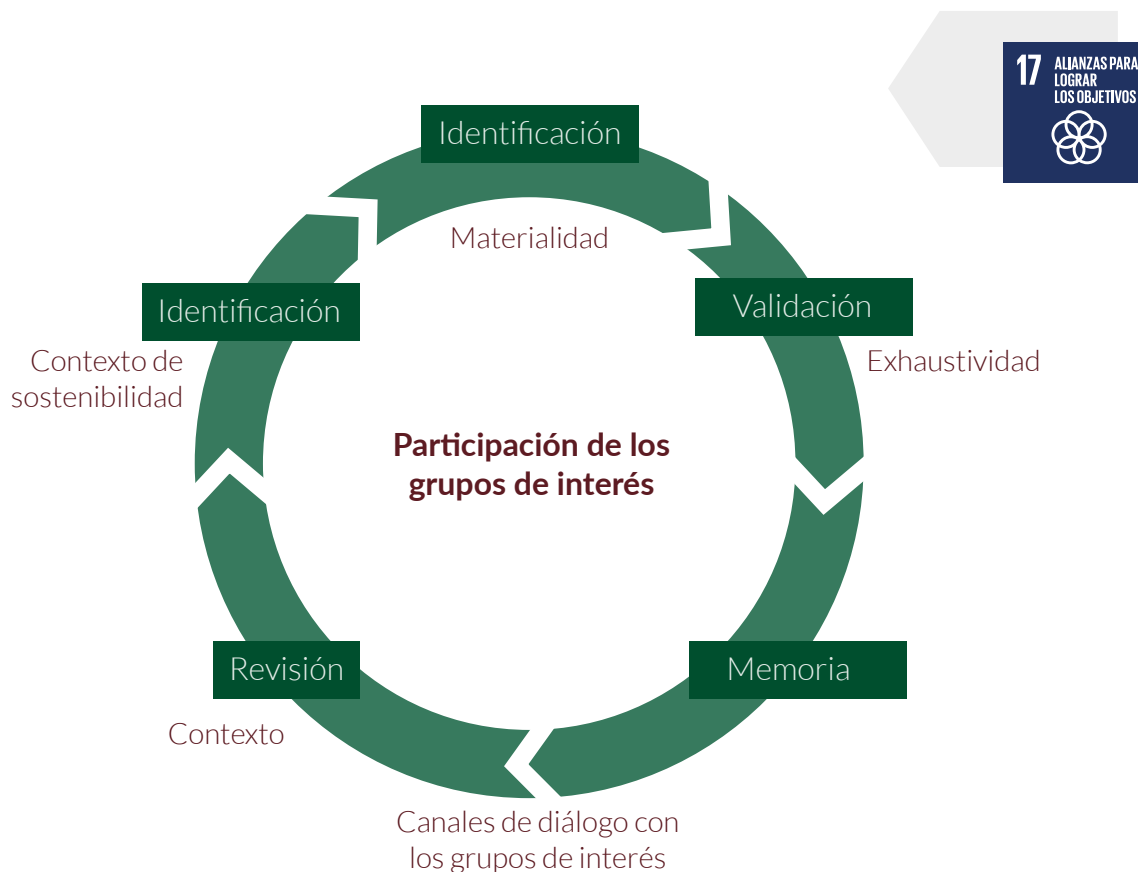 17
ALIANZAS PARA
LOGRAR
LOS OBJETIVOS
Identificación
Materialidad
Identificación
Validación
Contexto de
sostenibilidad
Exhaustividad
Participación de los
grupos de interés
Revisión
Memoria
Contexto
Canales de diálogo con
los grupos de interés